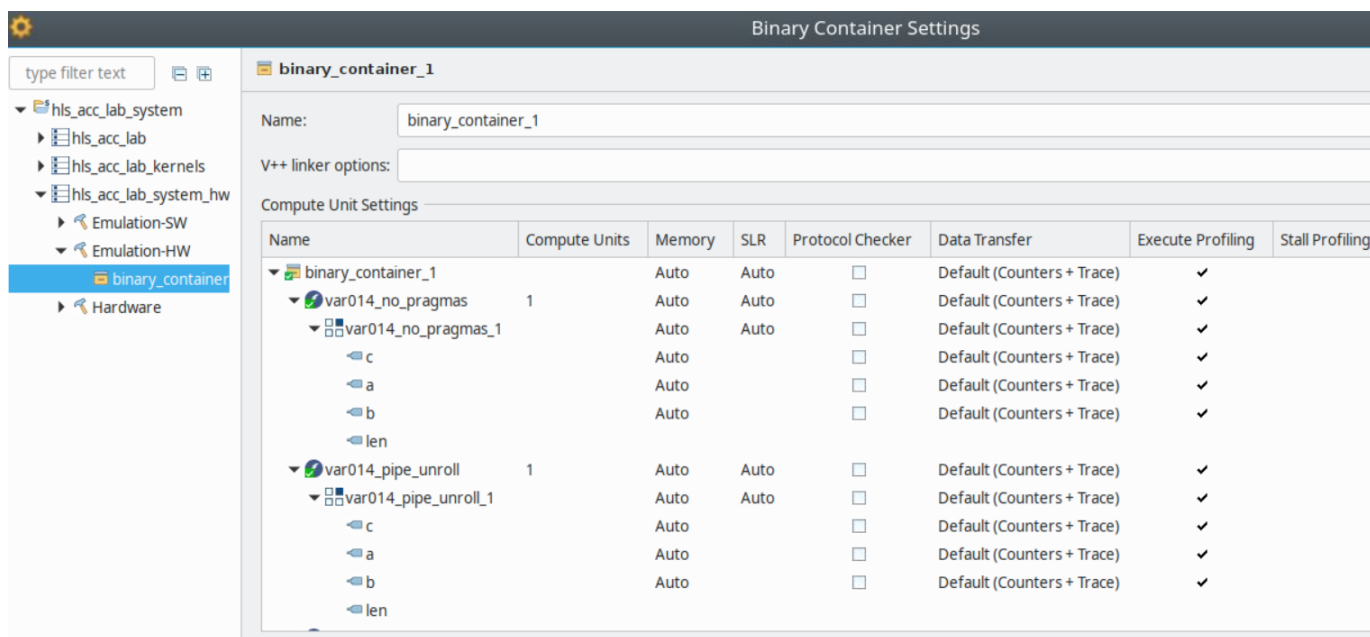 Binary Container Settings
type filter text
hls_acc_lab_system
hls_acc_lab
hls_acc_lab_kernels
hls_acc_lab_system_hw
Emulation-SW
Emulation-HW
binary_container
Hardware
binary_container_1
Name: binary_container_1
V++ linker options:
Compute Unit Settings
Name Compute Units Memory SLR Protocol Checker Data Transfer Execute Profiling Stall Profiling
binary_container_1 Auto Auto Default (Counters + Trace)
var014_no_pragmas 1 Auto Auto Default (Counters + Trace)
var014_no_pragmas_1 Auto Auto Default (Counters + Trace)
c Auto Default (Counters + Trace)
a Auto Default (Counters + Trace)
b Auto Default (Counters + Trace)
len
var014_pipe_unroll 1 Auto Auto Default (Counters + Trace)
var014_pipe_unroll_1 Auto Auto Default (Counters + Trace)
c Auto Default (Counters + Trace)
a Auto Default (Counters + Trace)
b Auto Default (Counters + Trace)
len